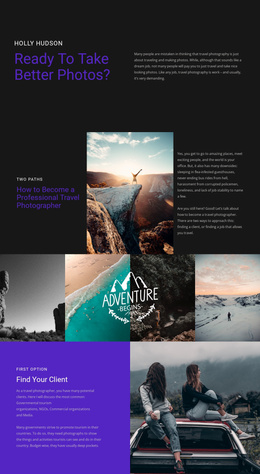 HOLLY HUDSON
Ready To Take
Better Photos?
Many people are mistaken in thinking that travel photography is just
about traveling and making photos. While, although that sounds like a
dream job, not many people will pay you to just travel and take nice
looking photos. Like any job, travel photography is work – and usually,
it's very demanding.
TWO PATHS
How to Become a
Professional Travel
Photographer
Yes, you get to go to amazing places, meet
exciting people, and the world is your
office. But, it also has many downsides:
sleeping in flea-infested guesthouses,
never-ending bus rides from hell,
harassment from corrupted policemen,
loneliness, and lack of job stability to name
a few.
Are you still here? Good! Let's talk about
how to become a travel photographer.
There are two ways to approach this:
finding a client, or finding a job that allows
you to.
ADVENTURE
BEGINS
FIRST OPTION
Find Your Client
As a travel photographer, you have many potential
clients. Here I will discuss the most common:
Governmental tourism
organizations, NGOs, Commercial organizations,
and Media.
Many governments set up to promote tourism in their
countries. To do so, they need photographs to show
the things and activities tourists can see and do in their
country. Budget-wise, they have usually deep pockets.